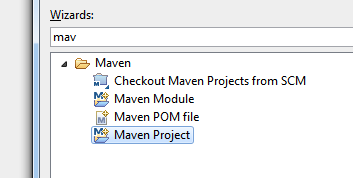 Wizards:
mav
Maven
Checkout Maven Projects from SCM
Maven Module
Maven POM file
Maven Project